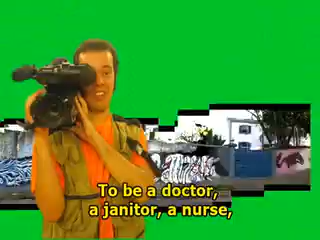 To be a doctor,
a janitor, a nurse,